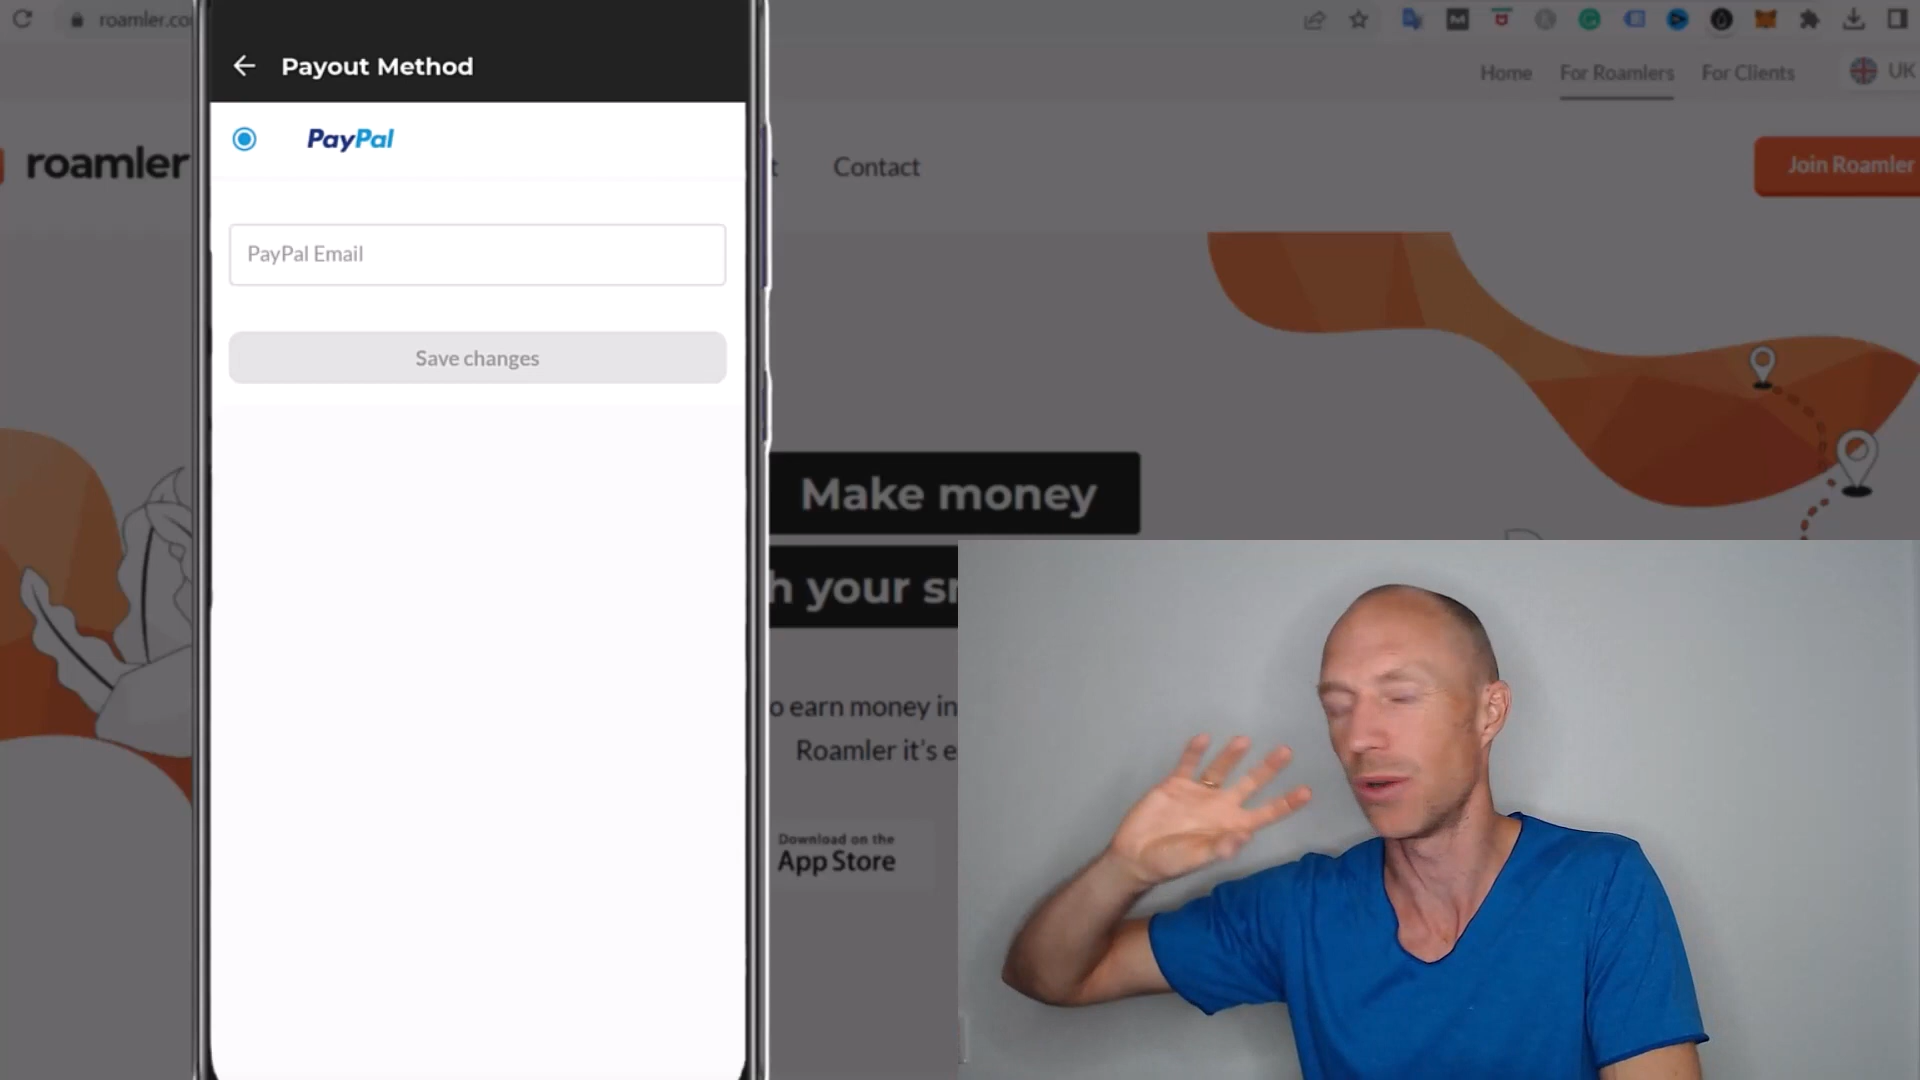 roamler.co
Home
For Roamlers
For Clients
UK
roamler
t
Contact
Join Roamler
Payout Method
PayPal
PayPal Email
Save changes
Make money
h your sm
o earn money in
Roamler it's e
Download on the
App Store